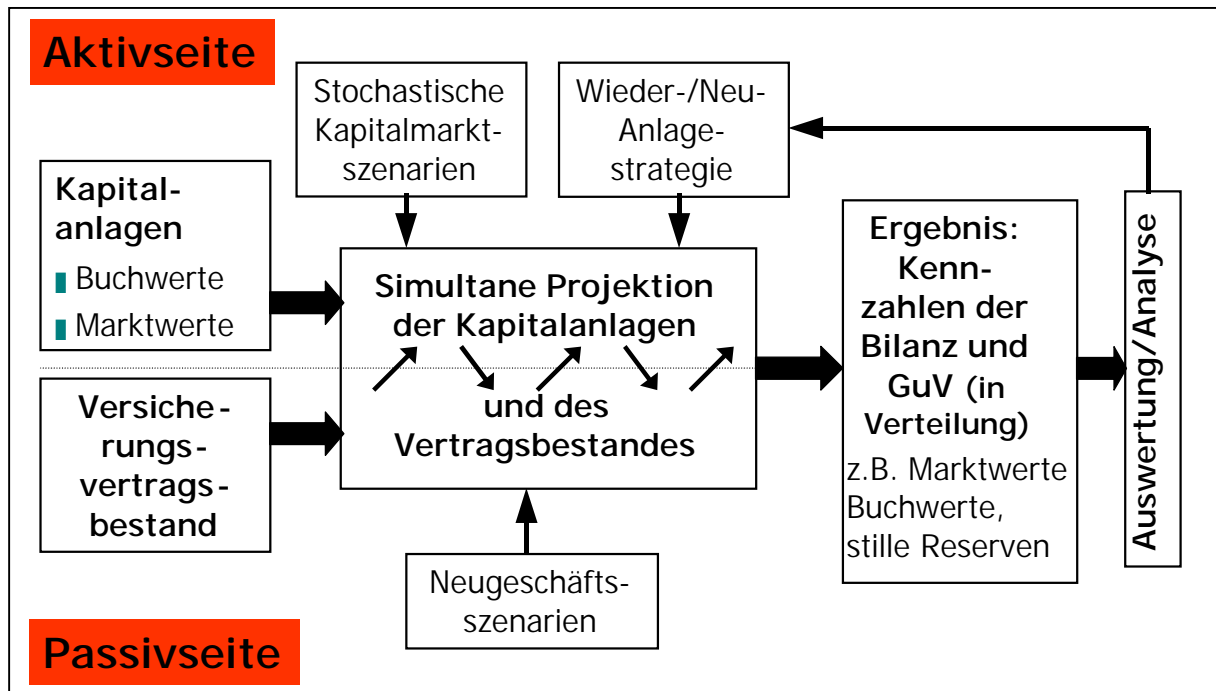 Aktivseite
Stochastische
Kapitalmarkt-
szenarien
Wieder-/Neu-
Anlage-
strategie
Kapital-
anlagen
Buchwerte
Marktwerte
Versiche-
rungs-
vertrags-
bestand
Simultane Projektion
der Kapitalanlagen
und des
Vertragsbestandes
Neugeschäfts-
szenarien
Ergebnis:
Kenn-
zahlen der
Bilanz und
GuV (in
Verteilung)
z.B. Marktwerte
Buchwerte,
stille Reserven
Auswertung/Analyse
Passivseite